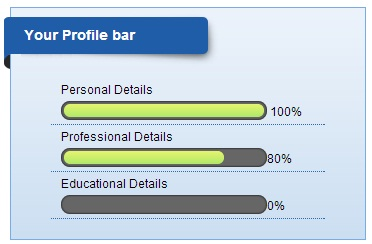 Your Profile bar
Personal Details
100%
Professional Details
80%
Educational Details
0%